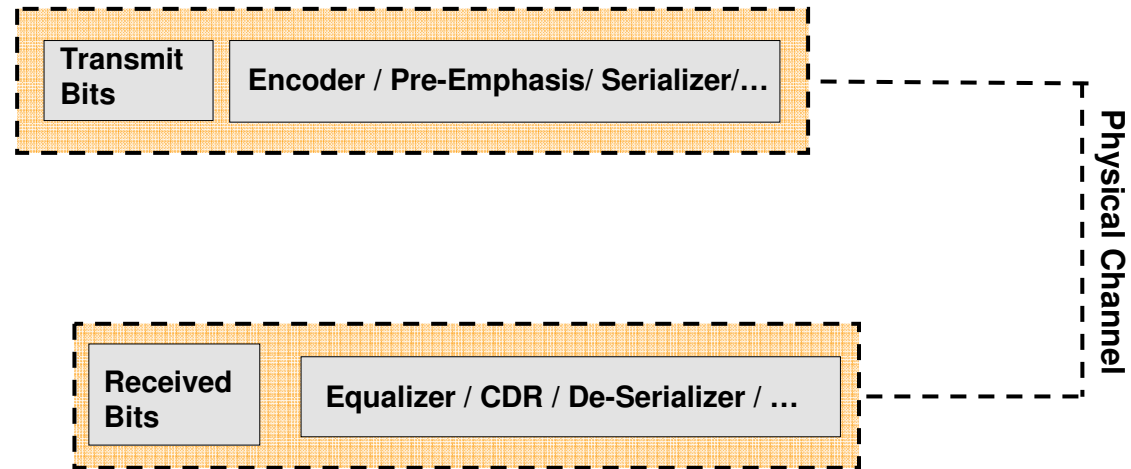 Transmit
Bits
Encoder / Pre-Emphasis/ Serializer/…
Physical Channel
Received
Bits
Equalizer / CDR / De-Serializer / …